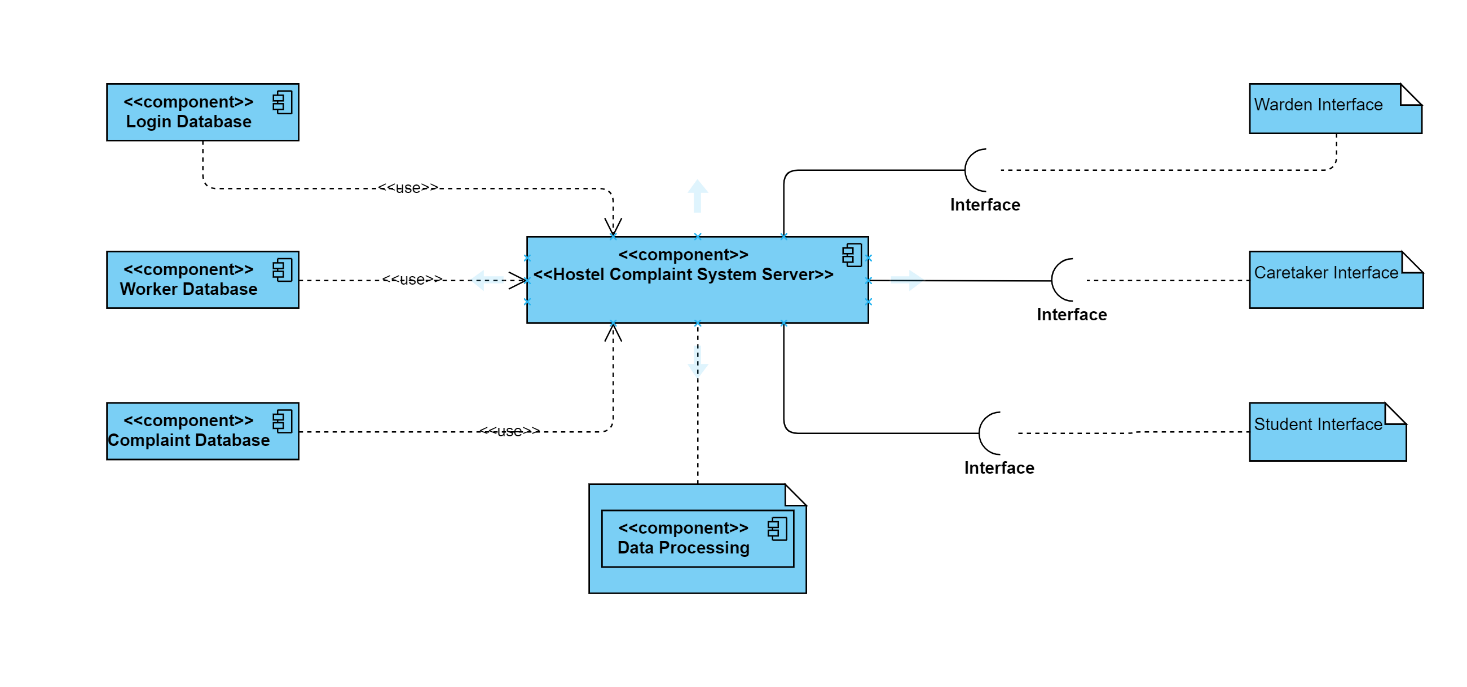 <<component>>
Login Database
Warden Interface
<<use>>
Interface
<<component>>
<<Hostel Complaint System Server>>
<<component>>
Worker Database
<<use>>
Caretaker Interface
Interface
<<component>>
Complaint Database
<<use>>
Student Interface
Interface
<<component>>
Data Processing